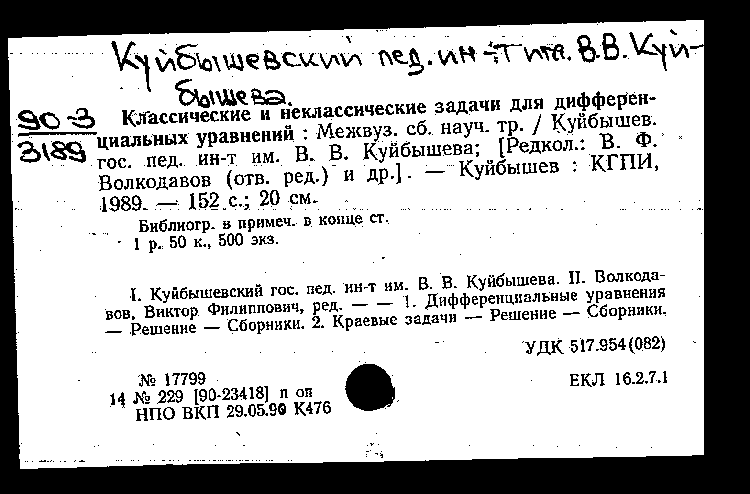 Куйбышевский пед. ин-т им. В.В. Куй-
бышева.
90-3
3189
Классические и неклассические задачи для дифферен-
циальных уравнений : Межвуз. сб. науч. тр. / Куйбышев.
гос. пед. ин-т им. В. В. Куйбышева; [Редкол.: В. Ф.
Волкодавов (отв. ред.) и др.]. — Куйбышев : КГПИ,
1989. — 152 с.; 20 см.
Библиогр. в примеч. в конце ст.
1 р. 50 к., 500 экз.
I. Куйбышевский гос. пед. ин-т им. В. В. Куйбышева. II. Волкода-
вов, Виктор Филиппович, ред. — — 1. Дифференциальные уравнения
— Решение — Сборники. 2. Краевые задачи — Решение — Сборники.
УДК 517.954(082)
№ 17799
14 № 229 [90-23418] п оп
НПО ВКП 29.05.90 К476
ЕКЛ 16.2.7.1